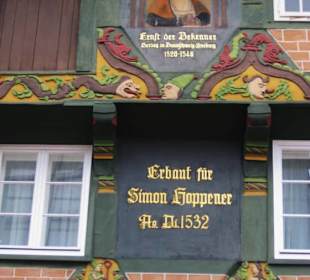 Ernst der Bekenner
Herzog zu Braunschweig-Lüneburg
1520-1546
Erbaut für
Simon Hoppener
Ao. Di. 1532